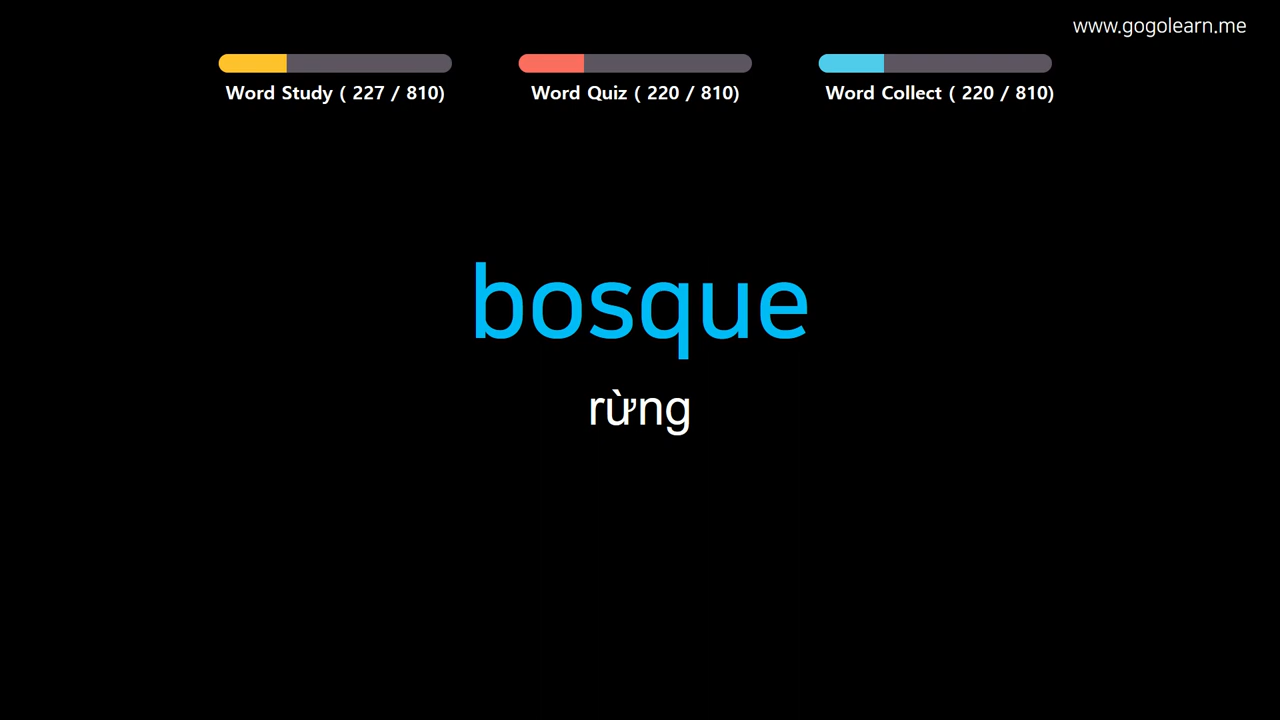 www.gogolearn.me
Word Study ( 227 / 810)
Word Quiz ( 220 / 810)
Word Collect ( 220 / 810)
bosque
rừng